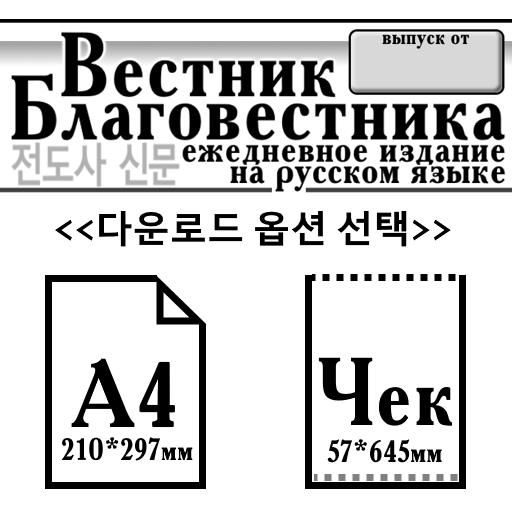 выпуск от
Вестник
Благовестника
전도사 신문
ежедневное издание
на русском языке
<<다운로드 옵션 선택>>
A4
210*297мм
Чек
57*645мм